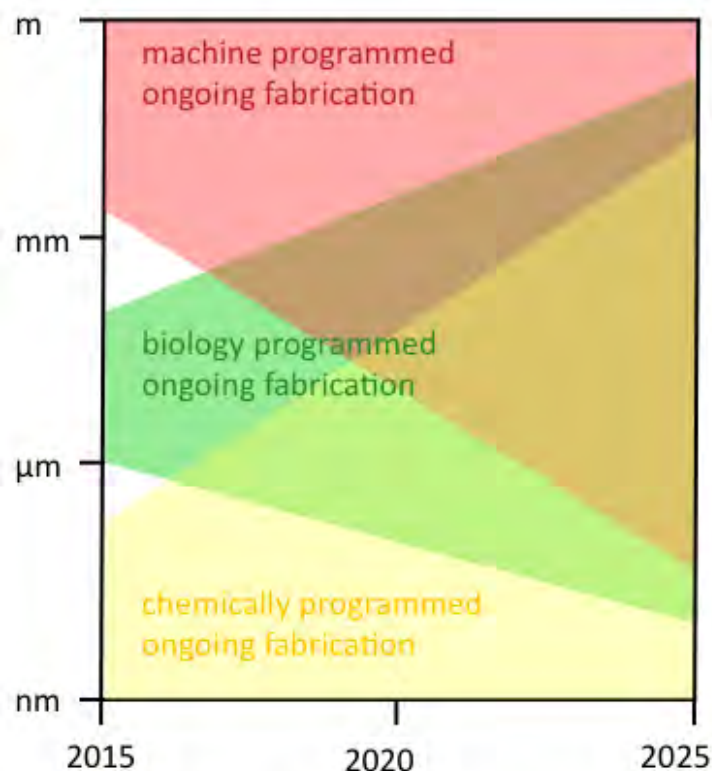 m
machine programmed
ongoing fabrication
mm
biology programmed
ongoing fabrication
µm
chemically programmed
ongoing fabrication
nm
2015
2020
2025